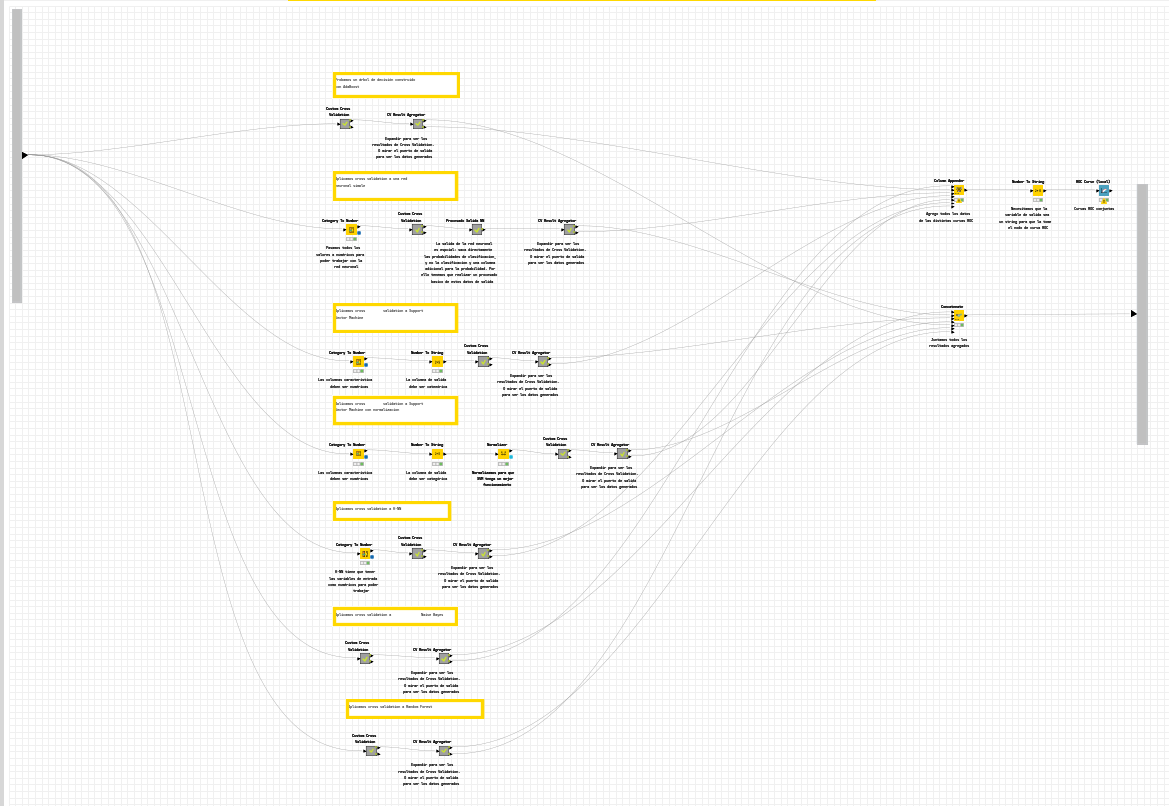 Probamos un árbol de decisión convencido
con AdaBoost
Custom Cross
Validation
CV Result Agregator
Expandir para ver los
resultados de Cross Validation.
O mirar el puerto de salida
para ver los datos generados
Aplicamos cross validation a una red
neuronal simple
Category To Number
Pasamos todos los
valores a numéricos para
poder trabajar con la
red neuronal
Custom Cross
Validation
Procesado Salida NN
La salida de la red neuronal
es especial: saca directamente
las probabilidades de clasificacion,
y no la clasificacion y una columna
adicional para la probabilidad. Por
ello tenemos que realizar un procesado
basico de estos datos de salida
CV Result Agregator
Expandir para ver los
resultados de Cross Validation.
O mirar el puerto de salida
para ver los datos generados
Column Appender
Agrego todos los datos
de las distintas curvas ROC
Number To String
Necesitamos que la
variable de salida sea
un string para que la tome
el nodo de curva ROC
ROC Curve (local)
Curvas ROC conjuntas
Aplicamos cross validation a Support
Vector Machine
Category To Number
Las columnas características
deben ser numéricas
Number To String
La columna de salida
debe ser categórica
Custom Cross
Validation
CV Result Agregator
Expandir para ver los
resultados de Cross Validation.
O mirar el puerto de salida
para ver los datos generados
Concatenate
Juntamos todos los
resultados agregados
Aplicamos cross validation a Support
Vector Machine con normalizacion
Category To Number
Las columnas características
deben ser numéricas
Number To String
La columna de salida
debe ser categórica
Normalizer
Normalizamos para que
SVM tenga un mejor
funcionamiento
Custom Cross
Validation
CV Result Agregator
Expandir para ver los
resultados de Cross Validation.
O mirar el puerto de salida
para ver los datos generados
Aplicamos cross validation a K-NN
Category To Number
K-NN tiene que tener
las variables de entrada
como numéricas para poder
trabajar
Custom Cross
Validation
CV Result Agregator
Expandir para ver los
resultados de Cross Validation.
O mirar el puerto de salida
para ver los datos generados
Aplicamos cross validation a Naive Bayes
Custom Cross
Validation
CV Result Agregator
Expandir para ver los
resultados de Cross Validation.
O mirar el puerto de salida
para ver los datos generados
Aplicamos cross validation a Random Forest
Custom Cross
Validation
CV Result Agregator
Expandir para ver los
resultados de Cross Validation.
O mirar el puerto de salida
para ver los datos generados